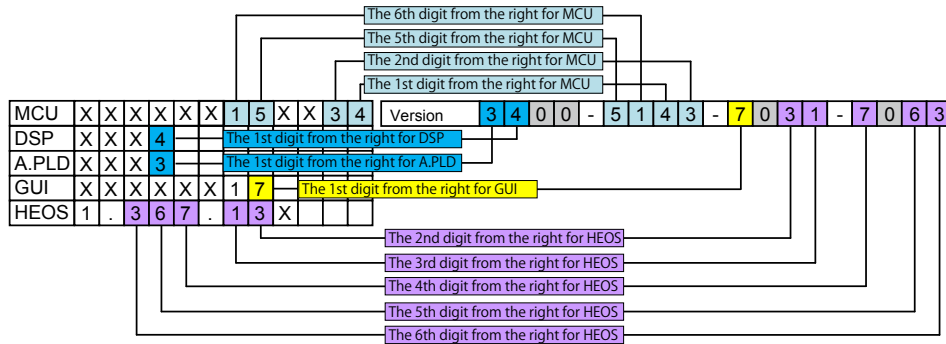 The 6th digit from the right for MCU
The 5th digit from the right for MCU
The 2nd digit from the right for MCU
The 1st digit from the right for MCU
MCU X X X X X X 1 5 X X 3 4 Version 3 4 0 0 - 5 1 4 3 - 7 0 3 1 - 7 0 6 3
DSP X X X 4 The 1st digit from the right for DSP
A.PLD X X X 3 The 1st digit from the right for A.PLD
GUI X X X X X X 1 7 The 1st digit from the right for GUI
HEOS 1 . 3 6 7 . 1 3 X
The 2nd digit from the right for HEOS
The 3rd digit from the right for HEOS
The 4th digit from the right for HEOS
The 5th digit from the right for HEOS
The 6th digit from the right for HEOS